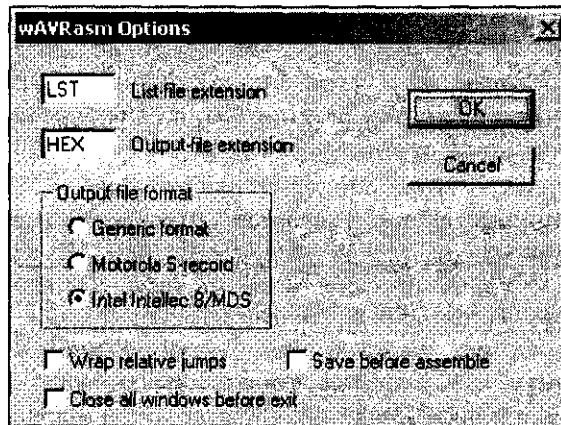 wAVRasm Options
LST List-file extension
OK
HEX Output-file extension
Cancel
Output file format
Generic format
Motorola S-record
Intel Intellec 8/MDS
Wrap relative jumps
Save before assemble
Close all windows before exit